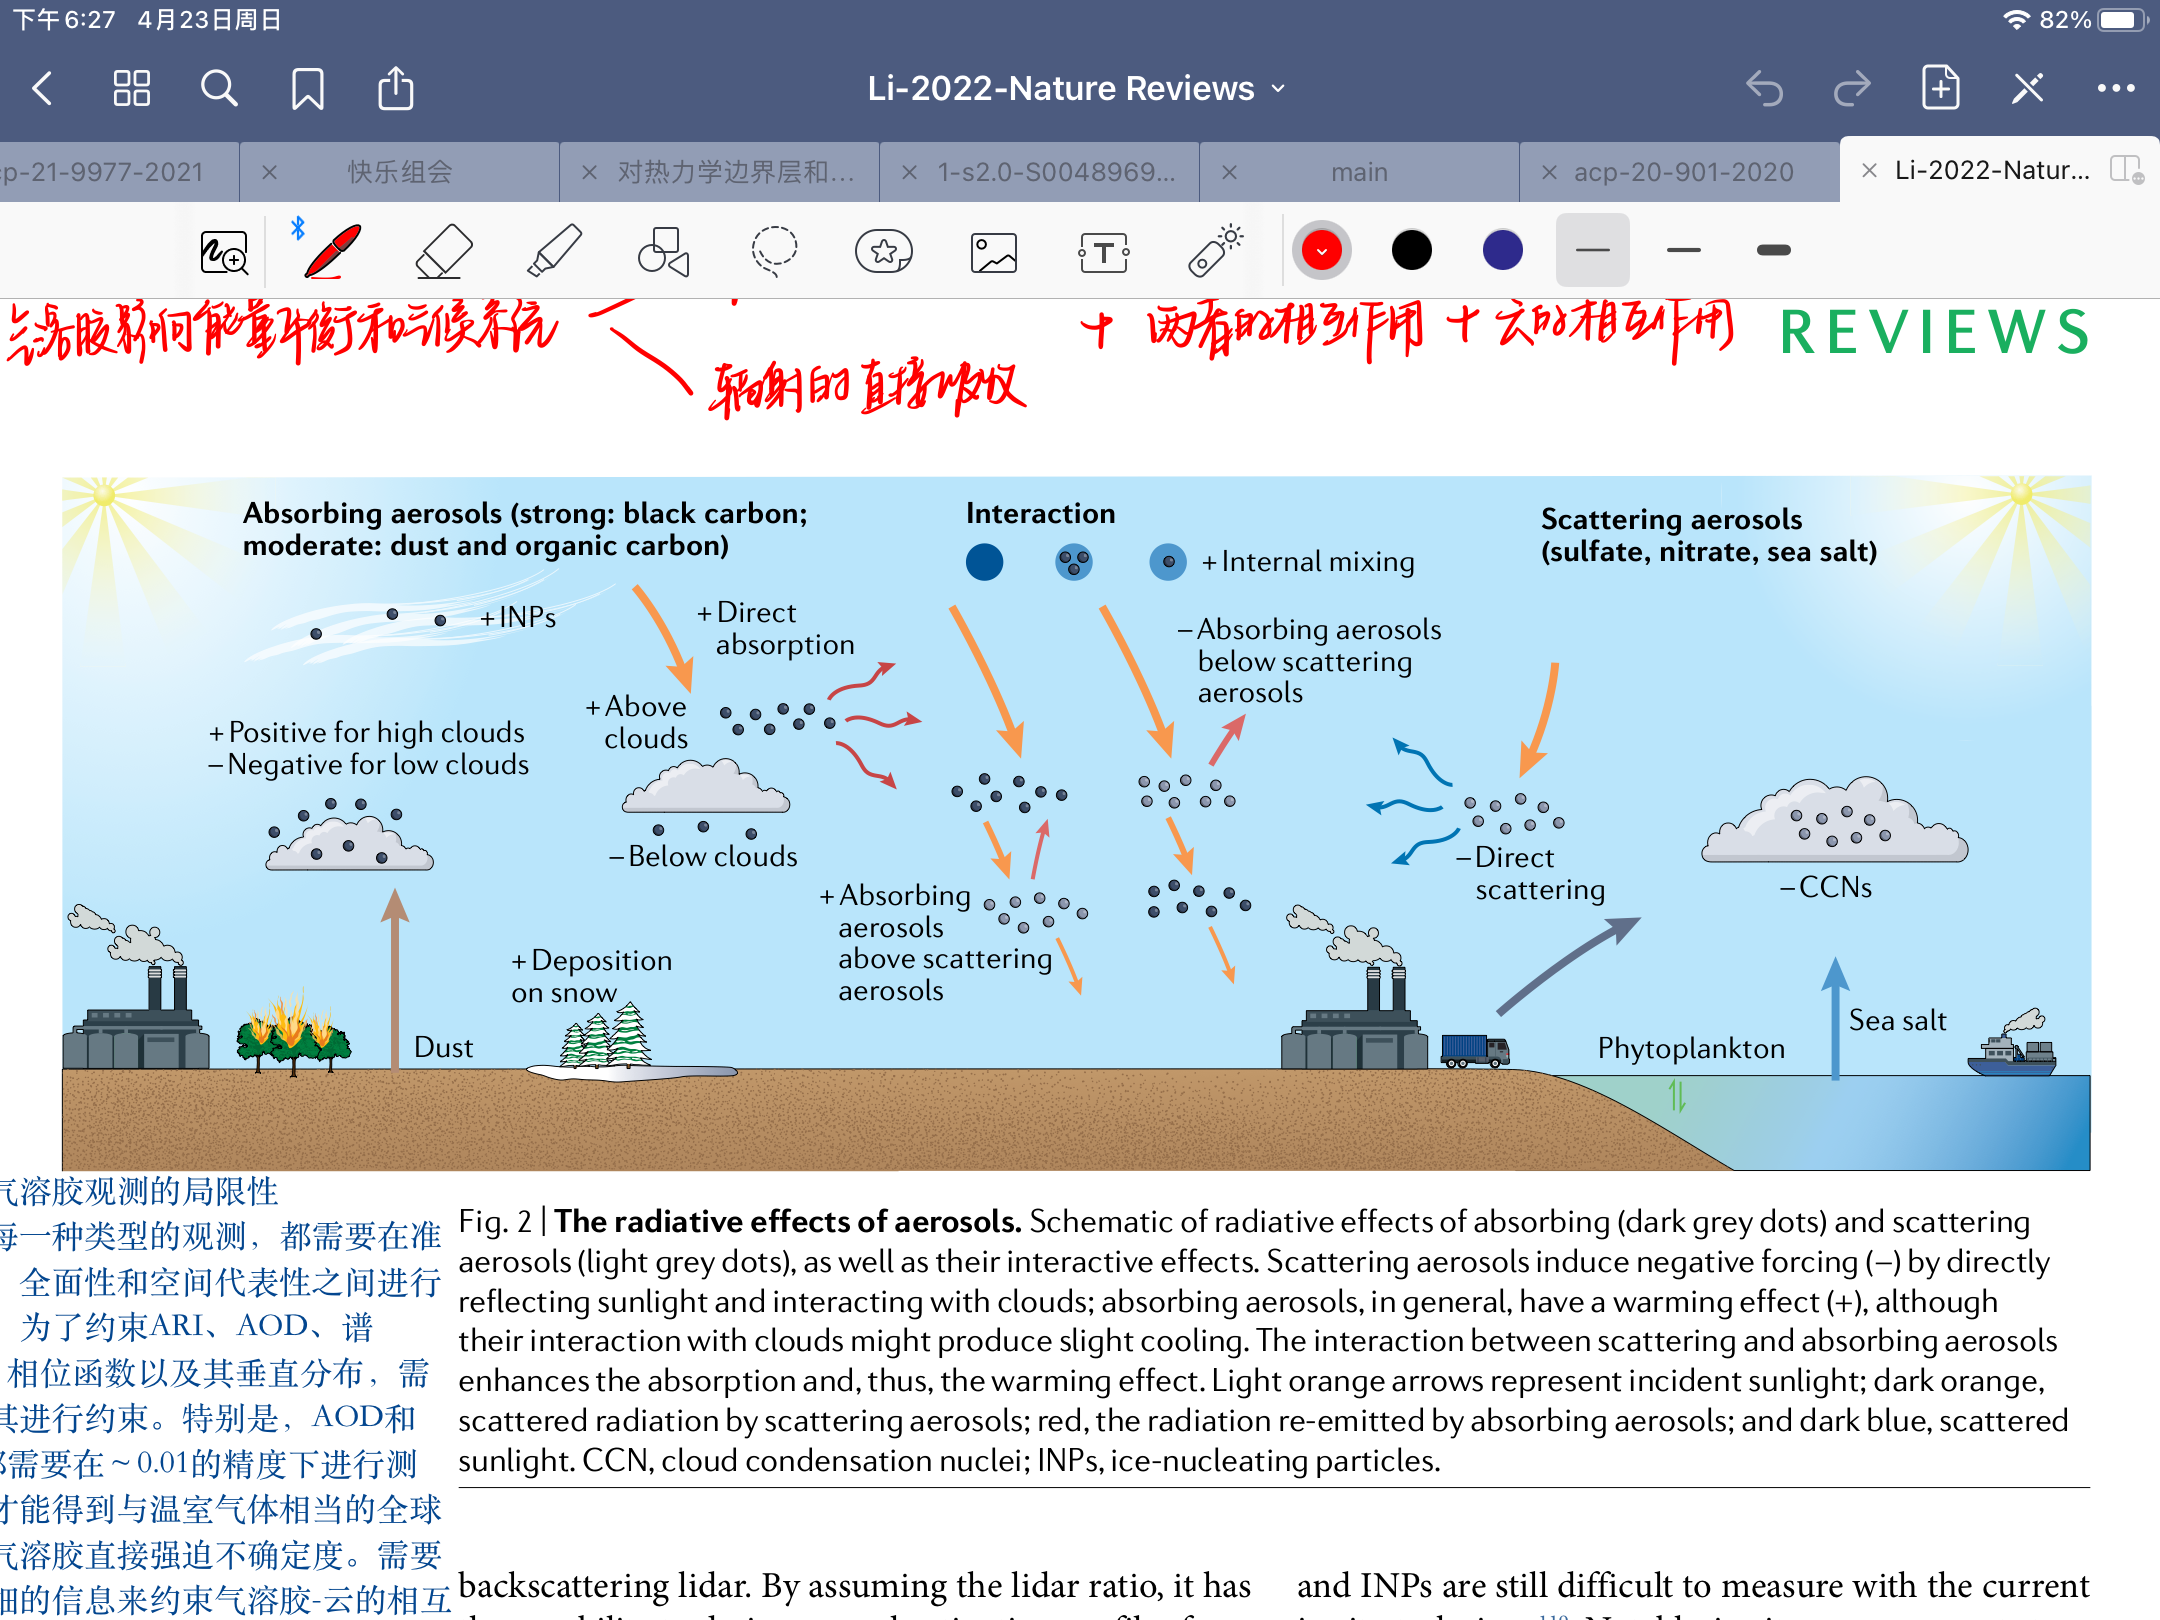 下午6:27 4月23日周日
82%
Li-2022-Nature Reviews
cp-21-9977-2021
快乐组会
对热力学边界层和...
1-s2.0-S0048969...
main
acp-20-901-2020
Li-2022-Natur...
气溶胶影响能量平衡和气候系统
+ 两者的相互作用 + 云的相互作用
辐射的直接吸收
REVIEWS
Absorbing aerosols (strong: black carbon;
moderate: dust and organic carbon)
Interaction
Scattering aerosols
(sulfate, nitrate, sea salt)
+Internal mixing
+INPs
+Direct
absorption
−Absorbing aerosols
below scattering
aerosols
+Above
clouds
+Positive for high clouds
−Negative for low clouds
−Below clouds
−Direct
scattering
−CCNs
+Absorbing
aerosols
above scattering
aerosols
+Deposition
on snow
Dust
Phytoplankton
Sea salt
气溶胶观测的局限性
每一种类型的观测，都需要在准
全面性和空间代表性之间进行
为了约束ARI、AOD、谱
相位函数以及其垂直分布，需
其进行约束。特别是，AOD和
都需要在~0.01的精度下进行测
才能得到与温室气体相当的全球
气溶胶直接强迫不确定度。需要
细的信息来约束气溶胶-云的相互
Fig. 2 | The radiative effects of aerosols. Schematic of radiative effects of absorbing (dark grey dots) and scattering
aerosols (light grey dots), as well as their interactive effects. Scattering aerosols induce negative forcing (−) by directly
reflecting sunlight and interacting with clouds; absorbing aerosols, in general, have a warming effect (+), although
their interaction with clouds might produce slight cooling. The interaction between scattering and absorbing aerosols
enhances the absorption and, thus, the warming effect. Light orange arrows represent incident sunlight; dark orange,
scattered radiation by scattering aerosols; red, the radiation re-emitted by absorbing aerosols; and dark blue, scattered
sunlight. CCN, cloud condensation nuclei; INPs, ice-nucleating particles.
backscattering lidar. By assuming the lidar ratio, it has
and INPs are still difficult to measure with the current